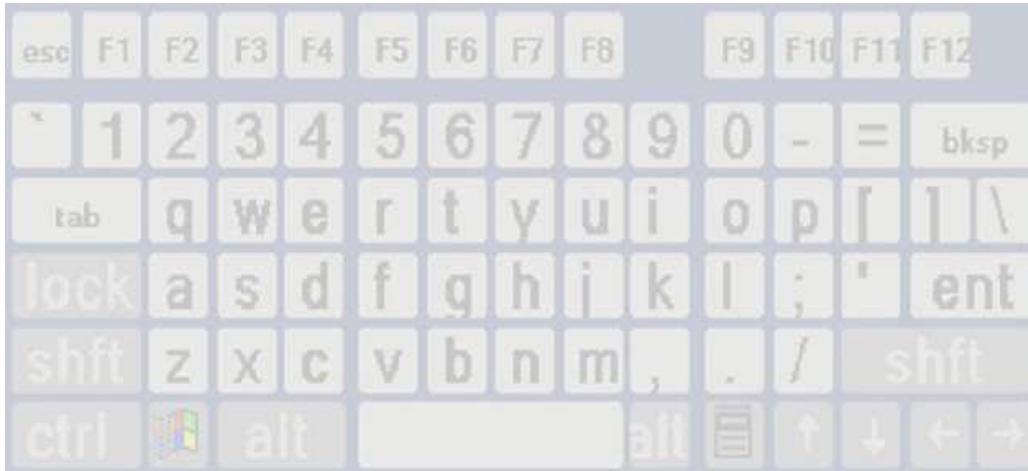 esc F1 F2 F3 F4 F5 F6 F7 F8 F9 F10 F11 F12
` 1 2 3 4 5 6 7 8 9 0 - = bksp
tab q w e r t y u i o p [ ] \
lock a s d f g h j k l ; ' ent
shft z x c v b n m , . / shft
ctrl alt alt ↑ ↓ ← →